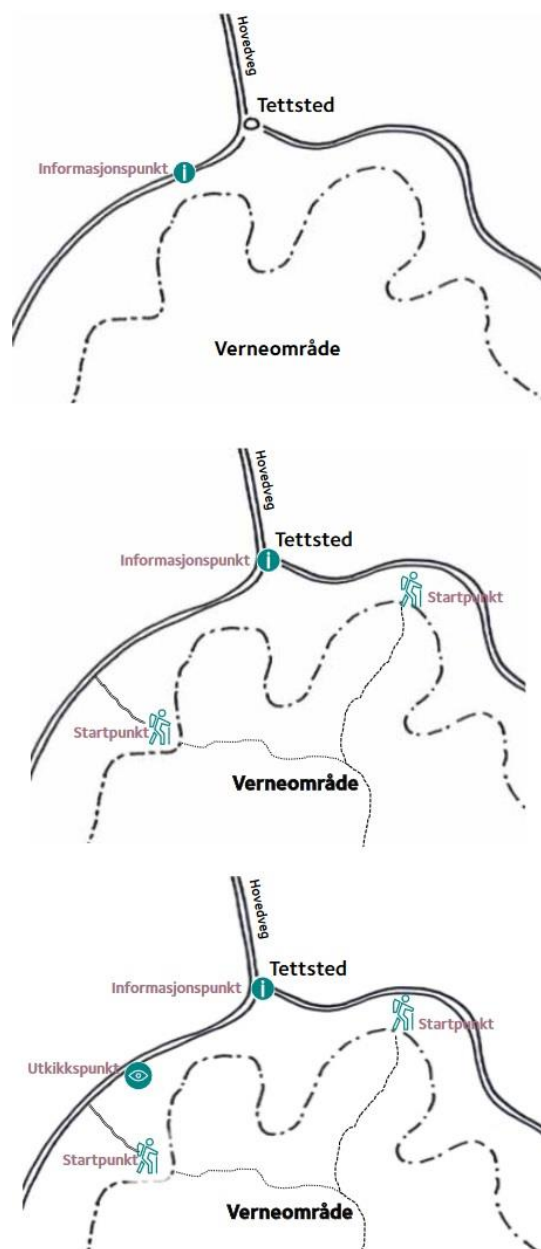 Hovedveg
Tettsted
Informasjonspunkt
Verneområde
Hovedveg
Tettsted
Informasjonspunkt
Startpunkt
Startpunkt
Verneområde
Hovedveg
Tettsted
Informasjonspunkt
Startpunkt
Utkikkspunkt
Startpunkt
Verneområde